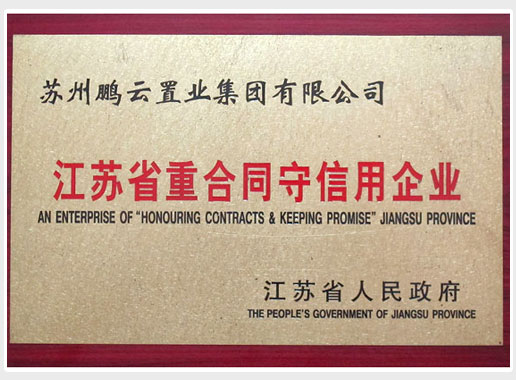 苏州鹏云置业集团有限公司
江苏省重合同守信用企业
AN ENTERPRISE OF “HONOURING CONTRACTS & KEEPING PROMISE” JIANGSU PROVINCE
江苏省人民政府
THE PEOPLE'S GOVERNMENT OF JIANGSU PROVINCE